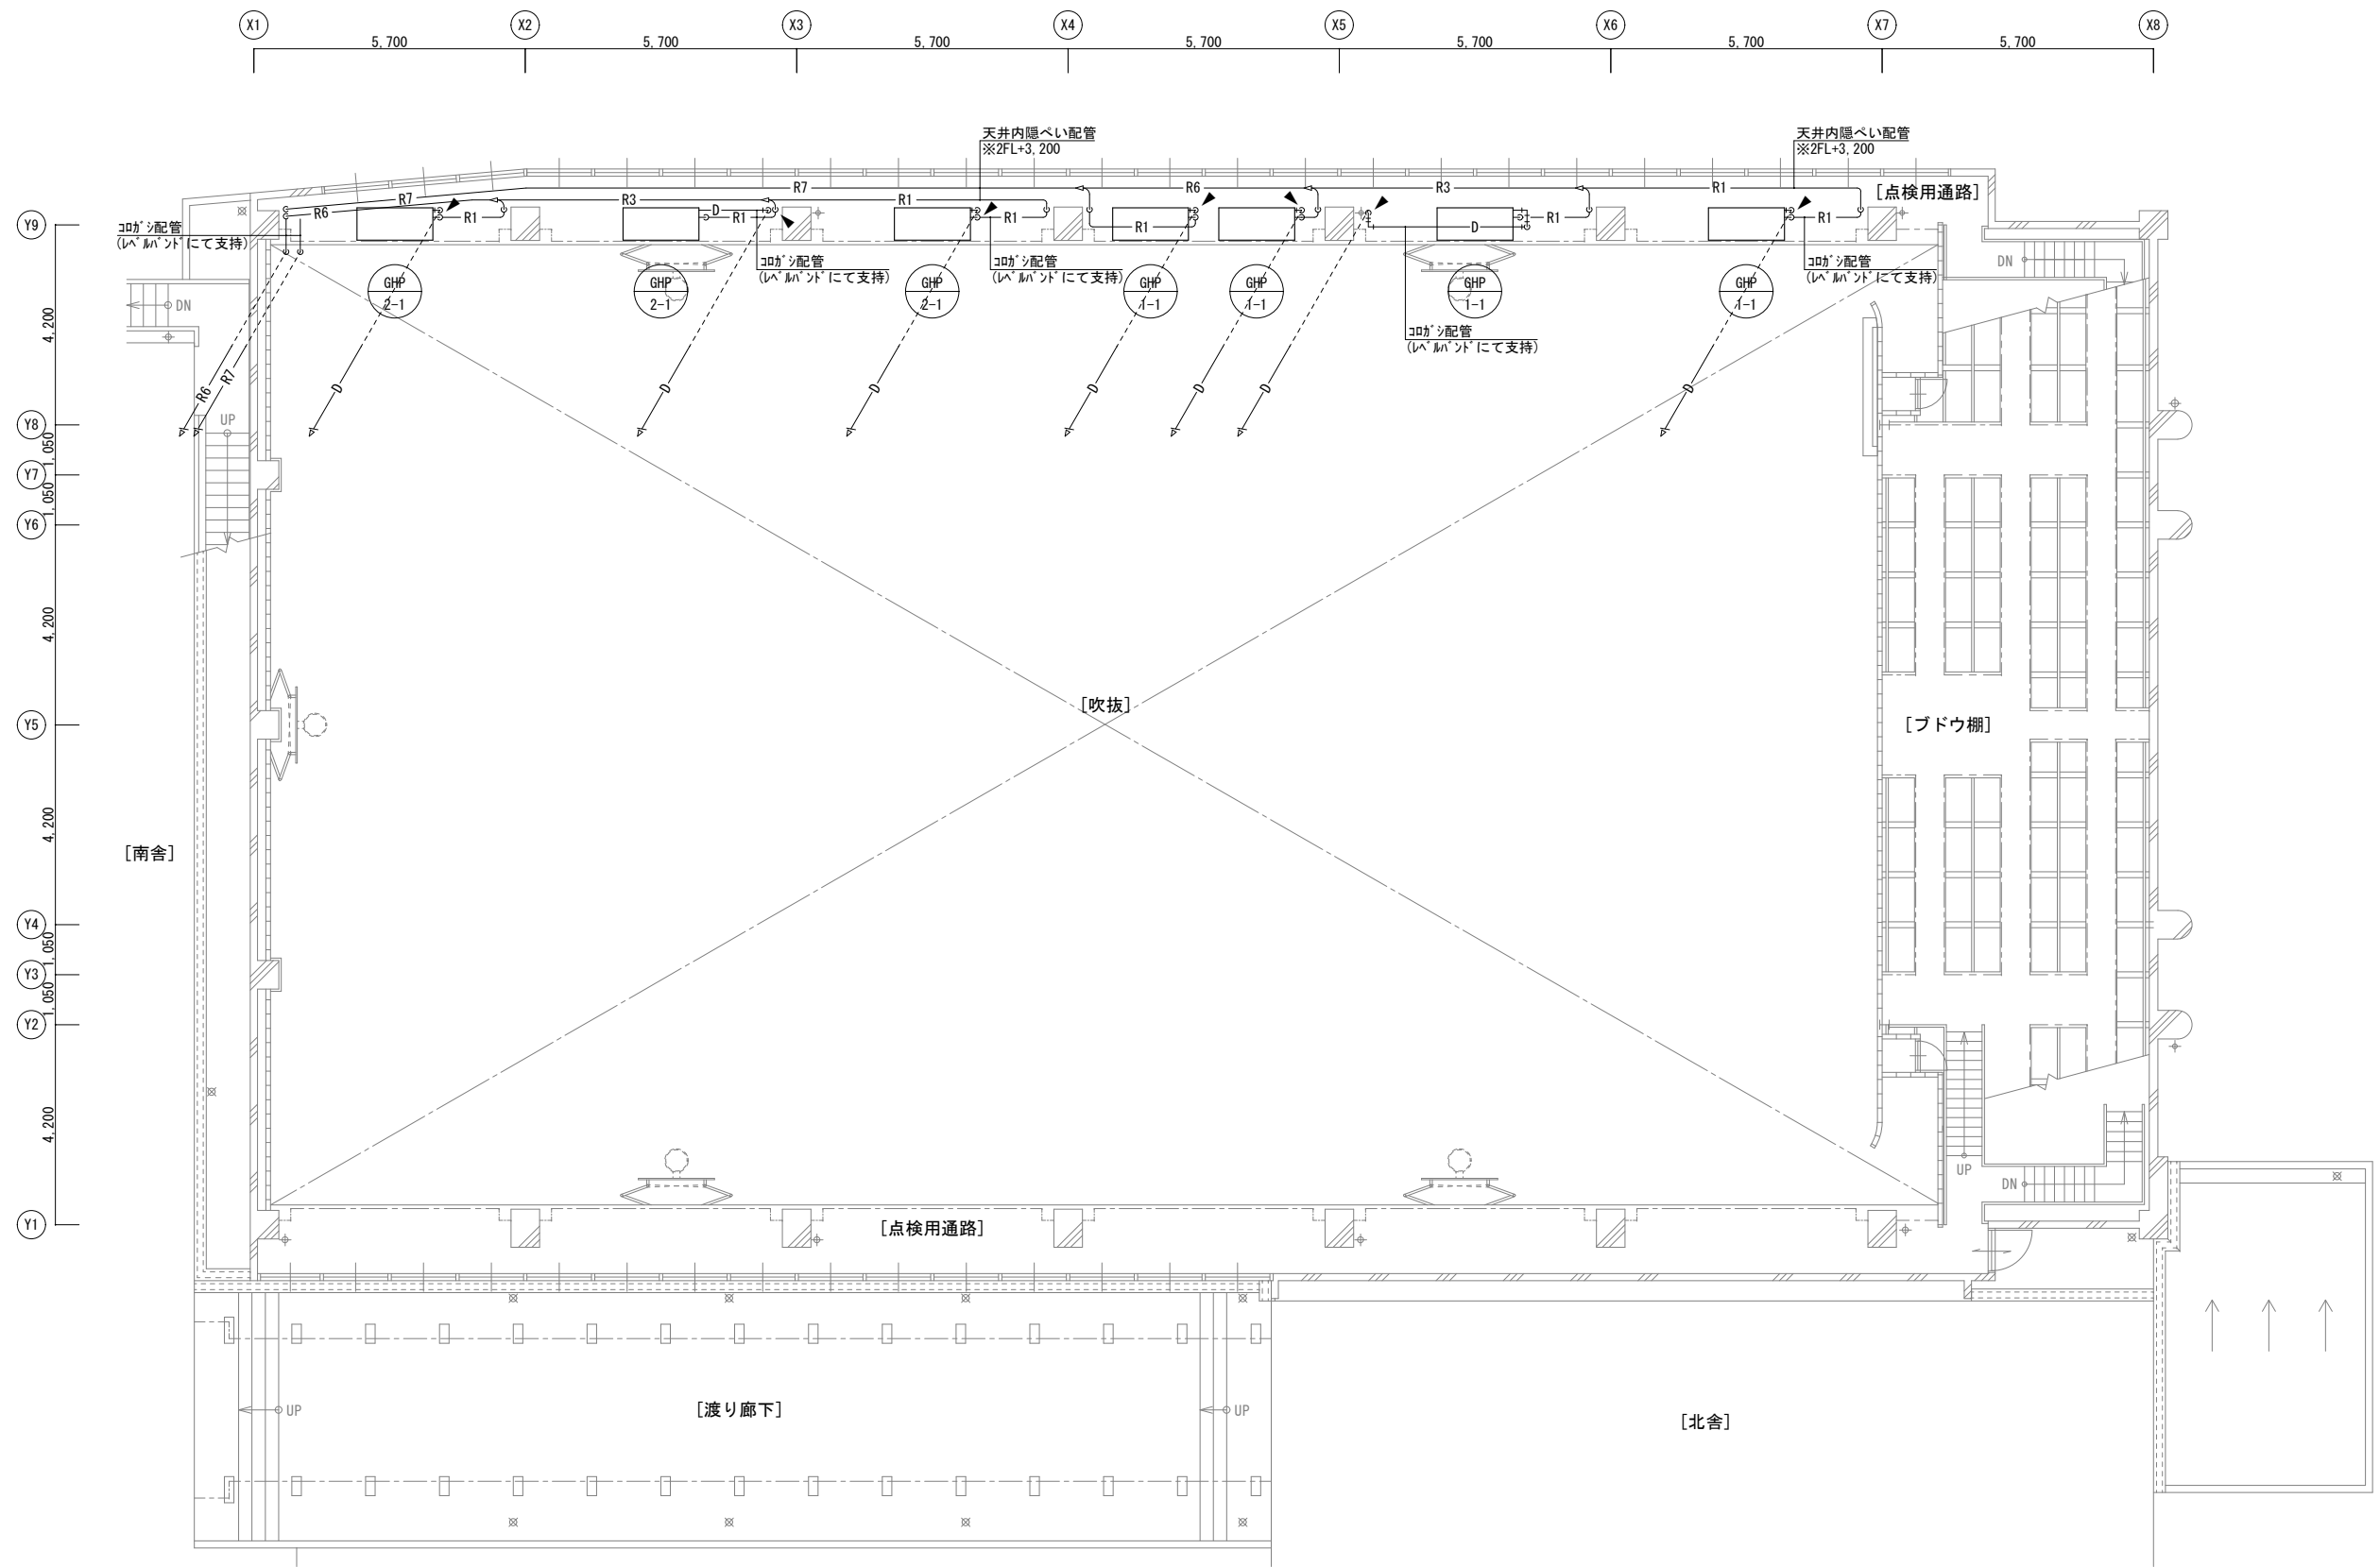 X1
X2
X3
X4
X5
X6
X7
X8
5,700
5,700
5,700
5,700
5,700
5,700
5,700
天井内隠ぺい配管
※2FL+3,200
天井内隠ぺい配管
※2FL+3,200
R7
R7
R6
R3
R1
R6
R3
R1
[点検用通路]
R6
R1
D
R1
R1
R1
D
R1
R1
Y9
ｺﾛｶﾞｼ配管
(ﾚﾍﾞﾙﾊﾞﾝﾄﾞにて支持)
ｺﾛｶﾞｼ配管
(ﾚﾍﾞﾙﾊﾞﾝﾄﾞにて支持)
ｺﾛｶﾞｼ配管
(ﾚﾍﾞﾙﾊﾞﾝﾄﾞにて支持)
ｺﾛｶﾞｼ配管
(ﾚﾍﾞﾙﾊﾞﾝﾄﾞにて支持)
ｺﾛｶﾞｼ配管
(ﾚﾍﾞﾙﾊﾞﾝﾄﾞにて支持)
GHP
2-1
GHP
2-1
GHP
2-1
GHP
1-1
GHP
1-1
GHP
1-1
GHP
1-1
DN
DN
4,200
R6
R7
D
D
D
D
D
D
D
UP
Y8
1,050
Y7
1,050
Y6
4,200
[吹抜]
Y5
[ブドウ棚]
4,200
[南舎]
Y4
1,050
Y3
1,050
Y2
4,200
UP
DN
Y1
[点検用通路]
UP
[渡り廊下]
UP
[北舎]